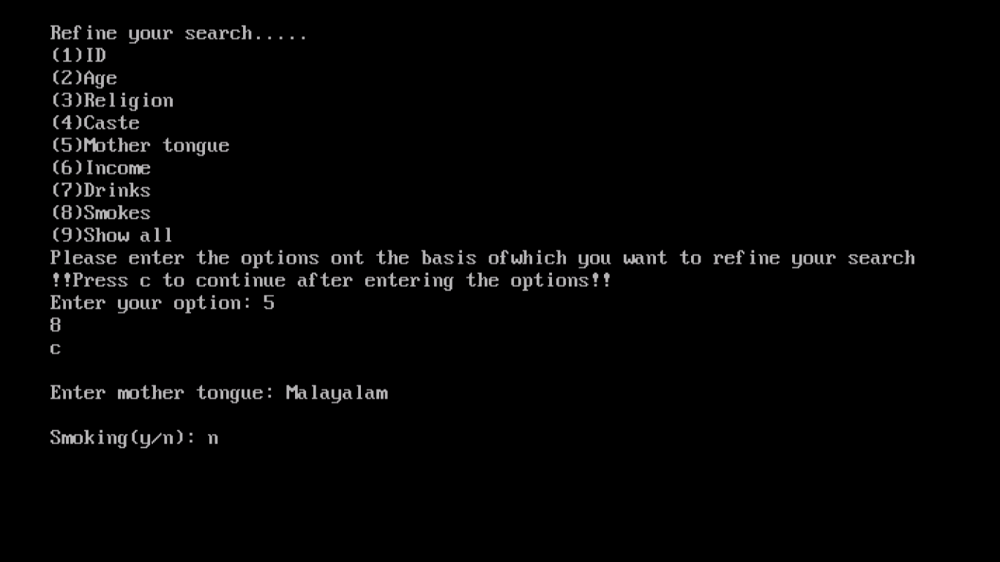 Refine your search.....
(1)ID
(2)Age
(3)Religion
(4)Caste
(5)Mother tongue
(6)Income
(7)Drinks
(8)Smokes
(9)Show all
Please enter the options ont the basis ofwhich you want to refine your search
!!Press c to continue after entering the options!!
Enter your option: 5
8
c
Enter mother tongue: Malayalam
Smoking(y/n): n